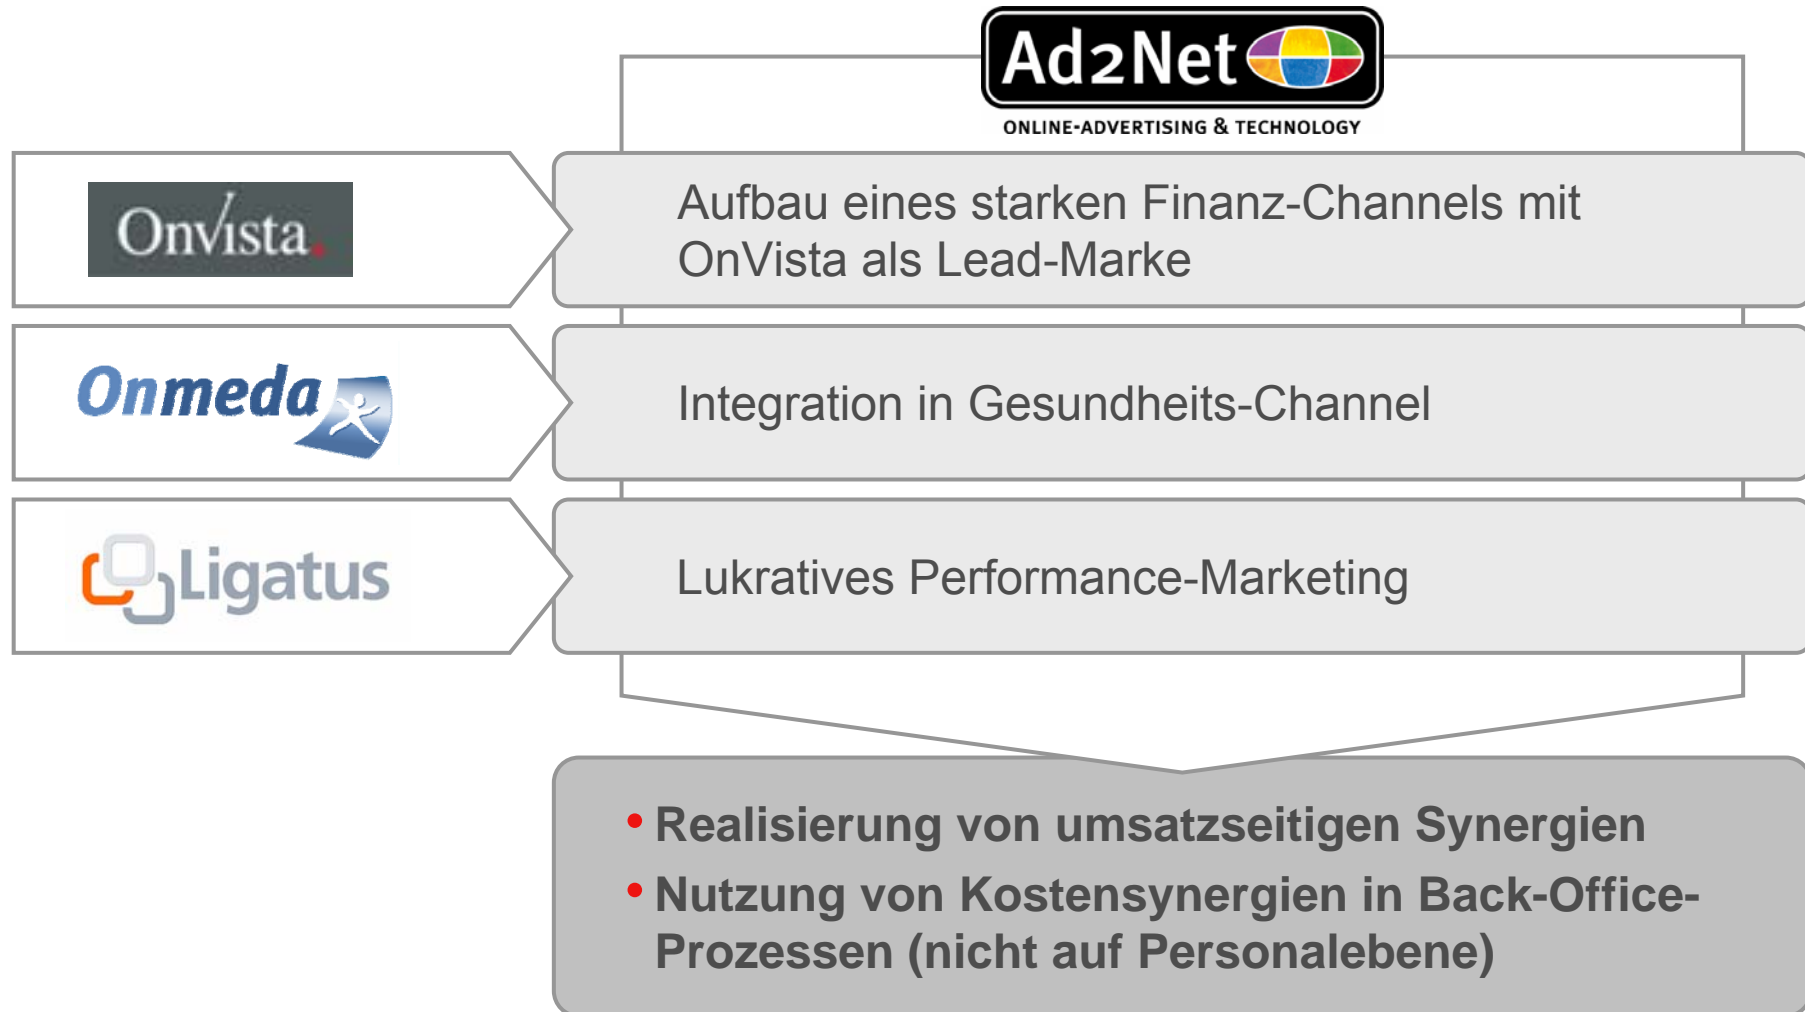 Ad2Net
ONLINE-ADVERTISING & TECHNOLOGY
Onvista.
Aufbau eines starken Finanz-Channels mit
OnVista als Lead-Marke
Onmeda
Integration in Gesundheits-Channel
Ligatus
Lukratives Performance-Marketing
• Realisierung von umsatzseitigen Synergien
• Nutzung von Kostensynergien in Back-Office-
Prozessen (nicht auf Personalebene)